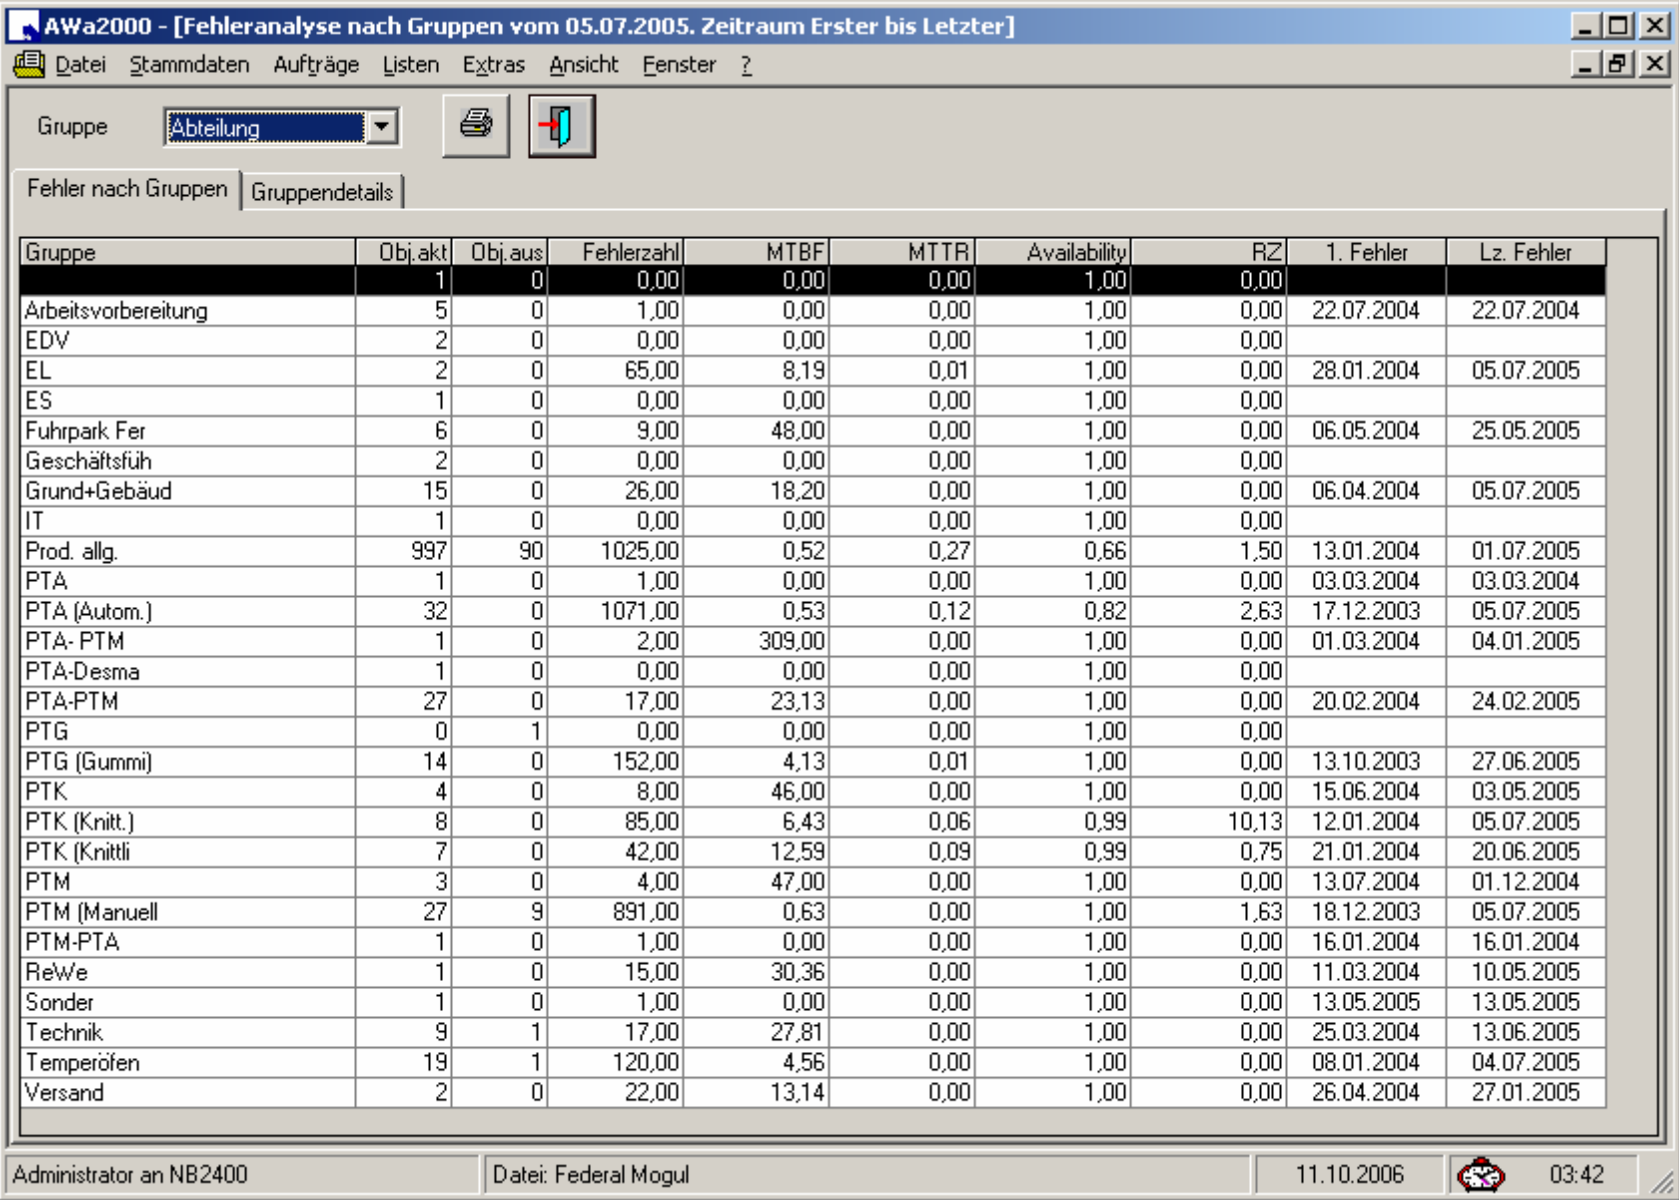 AWa2000 - [Fehleranalyse nach Gruppen vom 05.07.2005. Zeitraum Erster bis Letzter]
Datei Stammdaten Aufträge Listen Extras Ansicht Fenster ?
Gruppe Abteilung
Fehler nach Gruppen Gruppendetails
Gruppe Obj.akt Obj.aus Fehlerzahl MTBF MTTR Availability RZ 1. Fehler Lz. Fehler
1 0 0,00 0,00 0,00 1,00 0,00
Arbeitsvorbereitung 5 0 1,00 0,00 0,00 1,00 0,00 22.07.2004 22.07.2004
EDV 2 0 0,00 0,00 0,00 1,00 0,00
EL 2 0 65,00 8,19 0,01 1,00 0,00 28.01.2004 05.07.2005
ES 1 0 0,00 0,00 0,00 1,00 0,00
Fuhrpark Fer 6 0 9,00 48,00 0,00 1,00 0,00 06.05.2004 25.05.2005
Geschäftsfüh 2 0 0,00 0,00 0,00 1,00 0,00
Grund+Gebäud 15 0 26,00 18,20 0,00 1,00 0,00 06.04.2004 05.07.2005
IT 1 0 0,00 0,00 0,00 1,00 0,00
Prod. allg. 997 90 1025,00 0,52 0,27 0,66 1,50 13.01.2004 01.07.2005
PTA 1 0 1,00 0,00 0,00 1,00 0,00 03.03.2004 03.03.2004
PTA (Autom.) 32 0 1071,00 0,53 0,12 0,82 2,63 17.12.2003 05.07.2005
PTA- PTM 1 0 2,00 309,00 0,00 1,00 0,00 01.03.2004 04.01.2005
PTA-Desma 1 0 0,00 0,00 0,00 1,00 0,00
PTA-PTM 27 0 17,00 23,13 0,00 1,00 0,00 20.02.2004 24.02.2005
PTG 0 1 0,00 0,00 0,00 1,00 0,00
PTG (Gummi) 14 0 152,00 4,13 0,01 1,00 0,00 13.10.2003 27.06.2005
PTK 4 0 8,00 46,00 0,00 1,00 0,00 15.06.2004 03.05.2005
PTK (Knitt.) 8 0 85,00 6,43 0,06 0,99 10,13 12.01.2004 05.07.2005
PTK (Knittli 7 0 42,00 12,59 0,09 0,99 0,75 21.01.2004 20.06.2005
PTM 3 0 4,00 47,00 0,00 1,00 0,00 13.07.2004 01.12.2004
PTM (Manuell 27 9 891,00 0,63 0,00 1,00 1,63 18.12.2003 05.07.2005
PTM-PTA 1 0 1,00 0,00 0,00 1,00 0,00 16.01.2004 16.01.2004
ReWe 1 0 15,00 30,36 0,00 1,00 0,00 11.03.2004 10.05.2005
Sonder 1 0 1,00 0,00 0,00 1,00 0,00 13.05.2005 13.05.2005
Technik 9 1 17,00 27,81 0,00 1,00 0,00 25.03.2004 13.06.2005
Temperöfen 19 1 120,00 4,56 0,00 1,00 0,00 08.01.2004 04.07.2005
Versand 2 0 22,00 13,14 0,00 1,00 0,00 26.04.2004 27.01.2005
Administrator an NB2400 Datei: Federal Mogul 11.10.2006 03:42